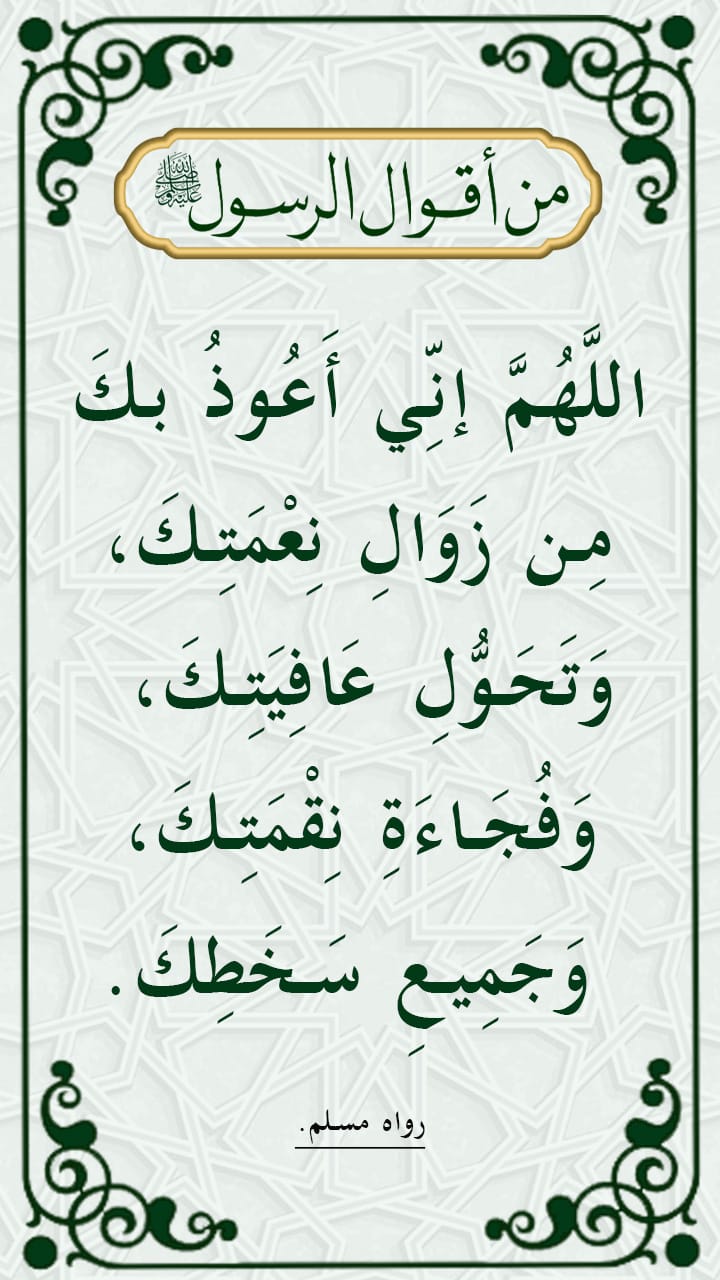 من أقوال الرسول ﷺ
اللَّهُمَّ إنِّي أَعُوذُ بكَ
مِن زَوَالِ نِعْمَتِكَ،
وَتَحَوُّلِ عَافِيَتِكَ،
وَفُجَاءَةِ نِقْمَتِكَ،
وَجَمِيعِ سَخَطِكَ.
رواه مسلم.